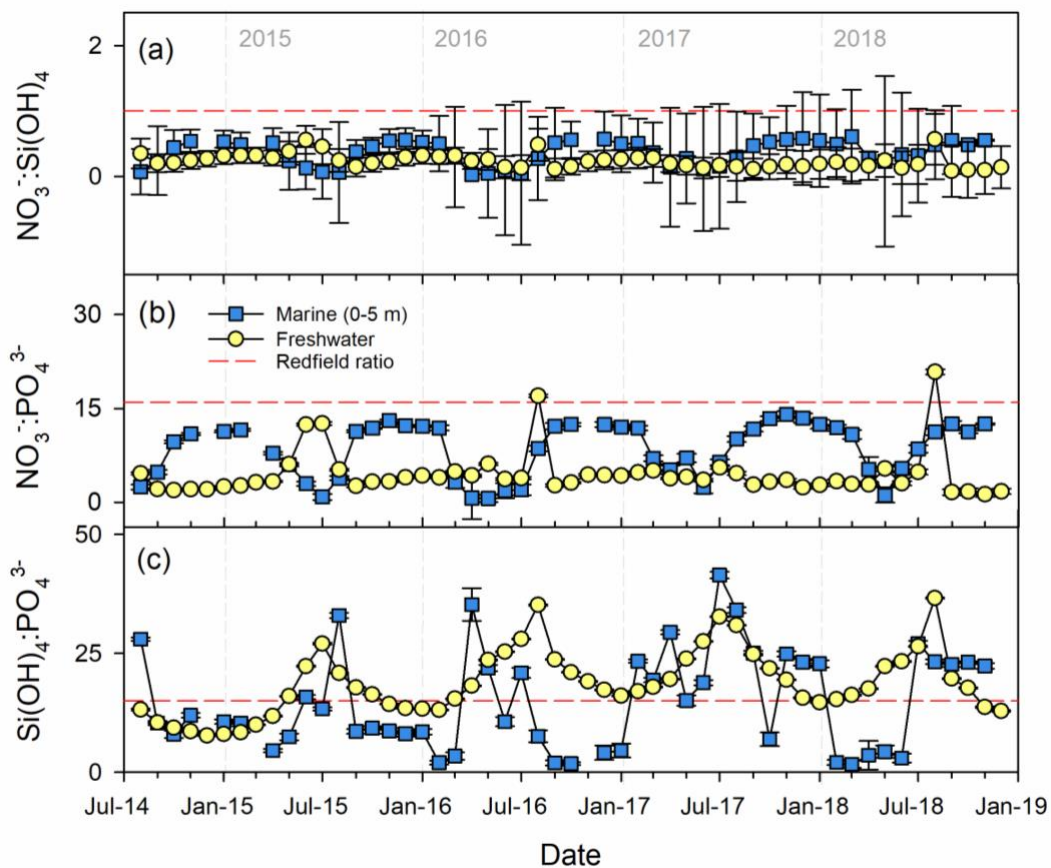 (a)
2015 2016 2017 2018
2
0
NO₃⁻:Si(OH)₄
(b)
Marine (0-5 m)
Freshwater
Redfield ratio
30
15
0
NO₃⁻:PO₄³⁻
(c)
50
25
0
Si(OH)₄:PO₄³⁻
Jul-14 Jan-15 Jul-15 Jan-16 Jul-16 Jan-17 Jul-17 Jan-18 Jul-18 Jan-19
Date